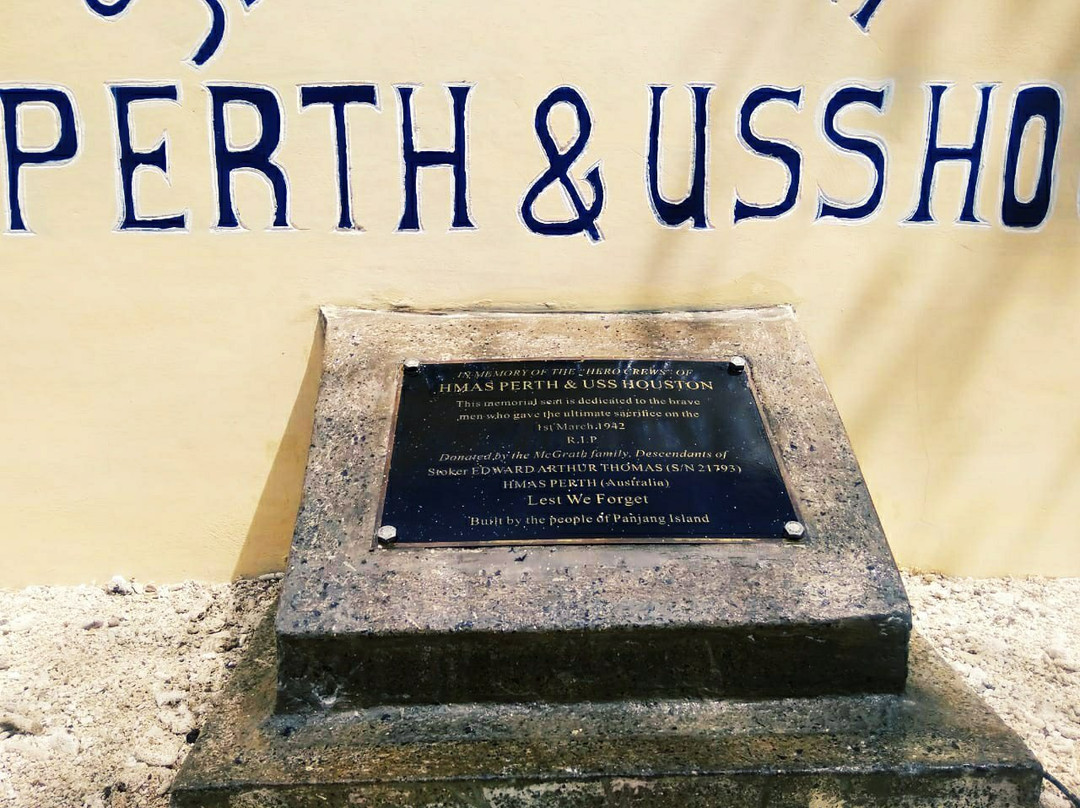 PERTH & USS HO
IN MEMORY OF THE "HERO CREWS" OF
HMAS PERTH & USS HOUSTON
This memorial seat is dedicated to the brave
men who gave the ultimate sacrifice on the
1st March.1942
R.I.P
Donated by the McGrath family. Descendants of
Stoker EDWARD ARTHUR THOMAS (S/N 21793)
HMAS PERTH (Australia)
Lest We Forget
Built by the people of Panjang Island